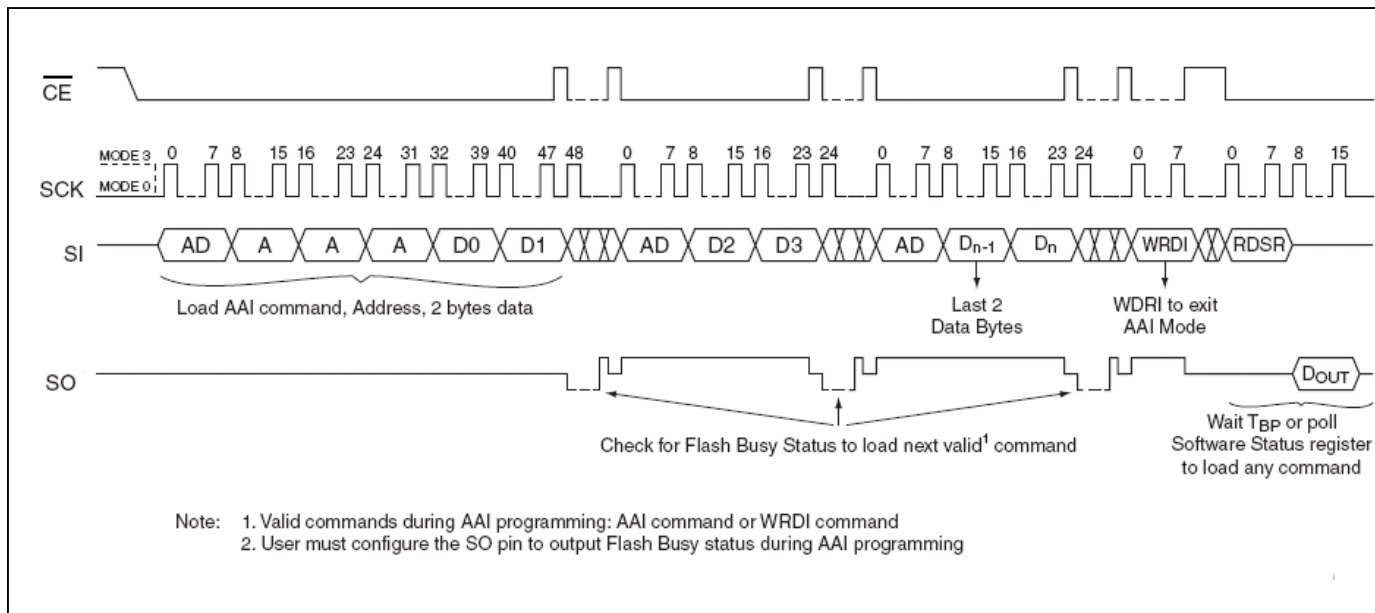 CE
MODE 3 0 7 8 15 16 23 24 31 32 39 40 47 48 0 7 8 15 16 23 24 0 7 8 15 16 23 24 0 7 0 7 8 15
SCK MODE 0
SI AD A A A D0 D1 AD D2 D3 AD Dn-1 Dn WRDI RDSR
Load AAI command, Address, 2 bytes data
Last 2
Data Bytes
WDRI to exit
AAI Mode
SO DOUT
Check for Flash Busy Status to load next valid1 command
Wait TBP or poll
Software Status register
to load any command
Note: 1. Valid commands during AAI programming: AAI command or WRDI command
2. User must configure the SO pin to output Flash Busy status during AAI programming